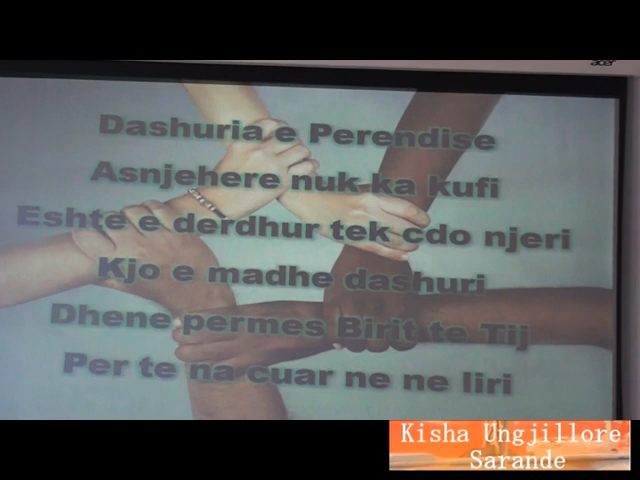 acer
Dashuria e Perendise
Asnjehere nuk ka kufi
Eshte e derdhur tek cdo njeri
Kjo e madhe dashuri
Dhene permes Birit te Tij
Per te na cuar ne ne liri
Kisha Ungjillore
Sarande